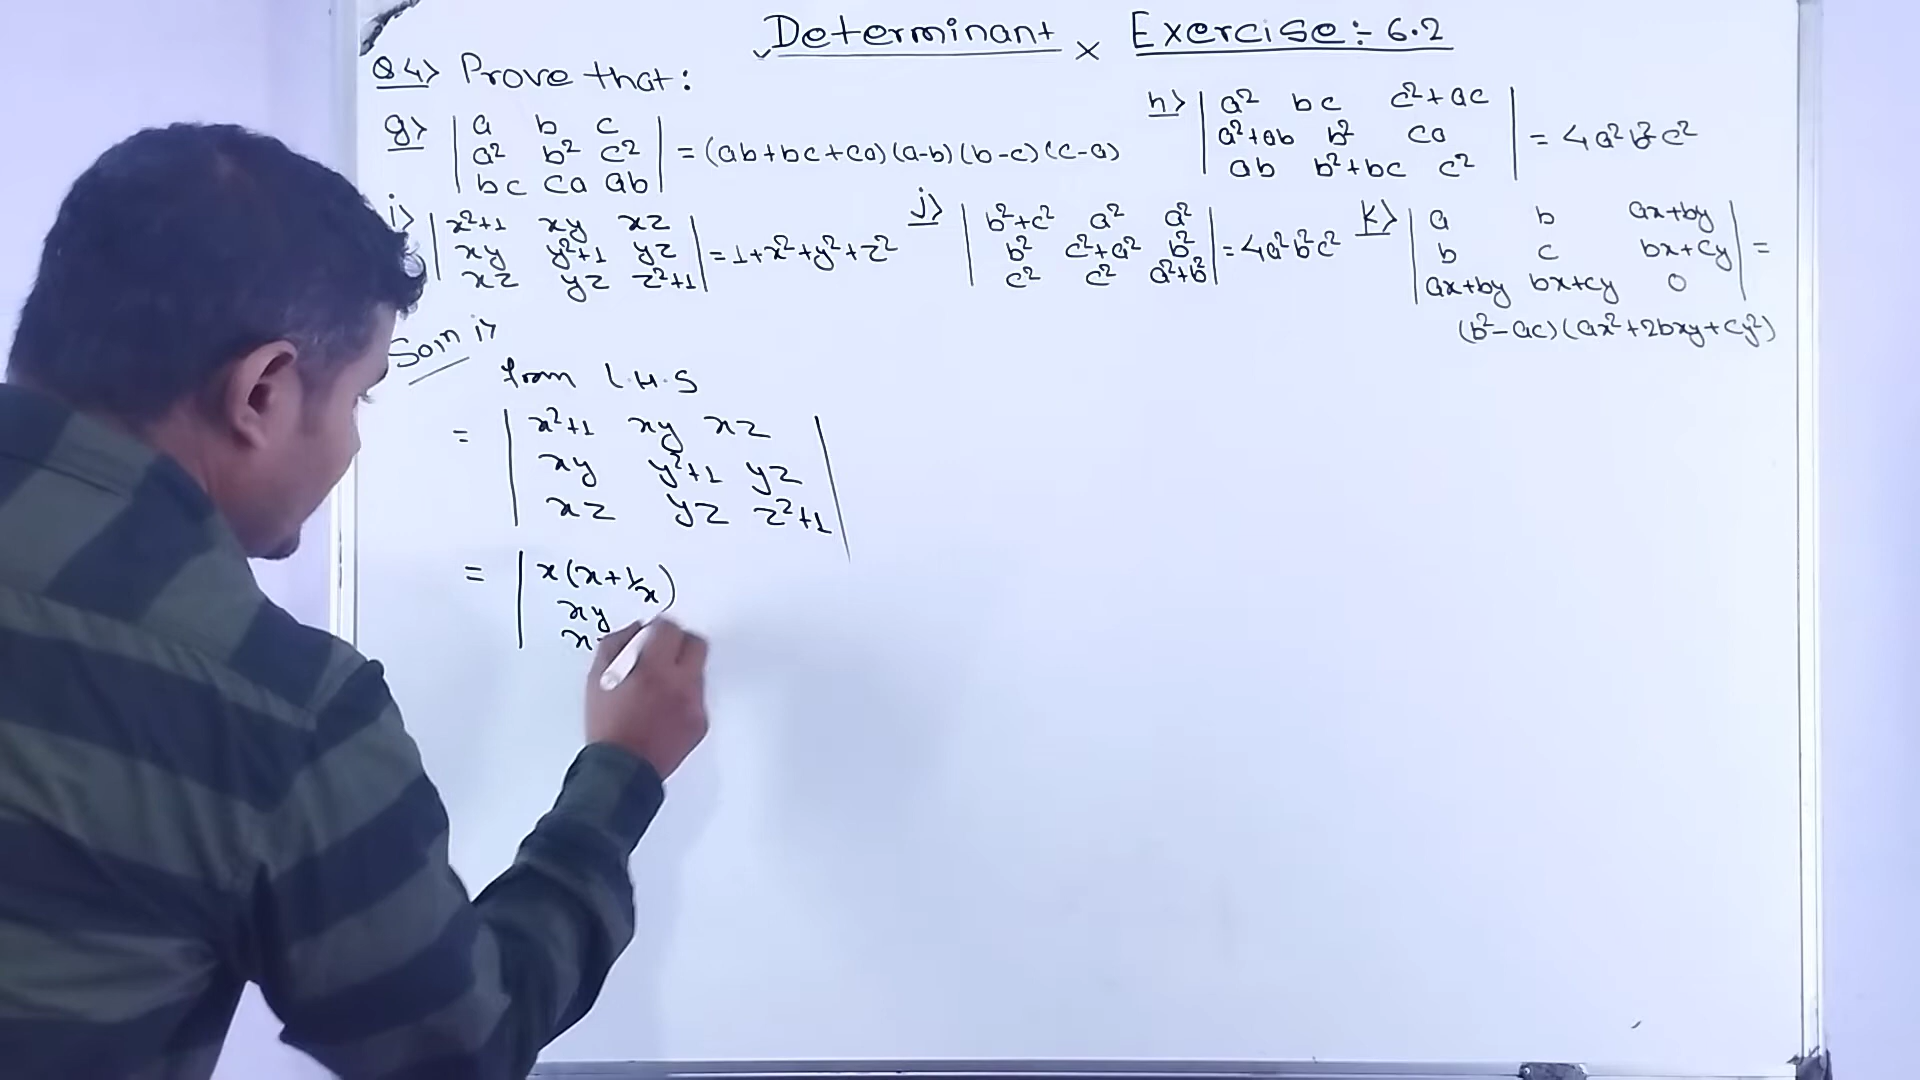 Determinant × Exercise:- 6.2
Q4> Prove that:
g> | a b c |
| a² b² c² | = (ab+bc+ca)(a-b)(b-c)(c-a)
| bc ca ab |
h> | a² bc c²+ac |
| a²+ab b² ca | = 4a²b²c²
| ab b²+bc c² |
i> | x²+1 xy xz |
| xy y²+1 yz | = 1+x²+y²+z²
| xz yz z²+1 |
j> | b²+c² a² a² |
| b² c²+a² b² | = 4a²b²c²
| c² c² a²+b² |
k> | a b ax+by |
| b c bx+cy | =
| ax+by bx+cy 0 |
(b²-ac)(ax²+2bxy+cy²)
Soln i>
from L.H.S
= | x²+1 xy xz |
| xy y²+1 yz |
| xz yz z²+1 |
= | x(x+1/x)
xy
x